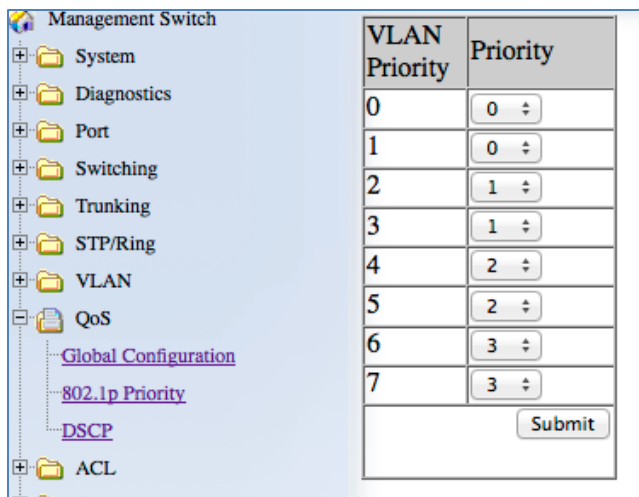 Management Switch
System
Diagnostics
Port
Switching
Trunking
STP/Ring
VLAN
QoS
Global Configuration
802.1p Priority
DSCP
ACL
VLAN Priority Priority
0 0
1 0
2 1
3 1
4 2
5 2
6 3
7 3
Submit